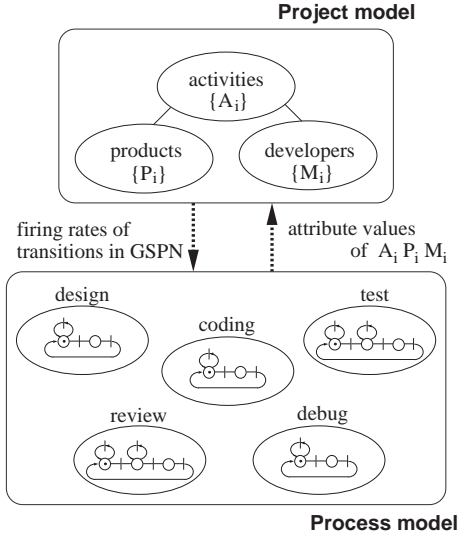 Project model
activities
{Ai}
products
{Pi}
developers
{Mi}
firing rates of
transitions in GSPN
attribute values
of Ai Pi Mi
design
coding
test
review
debug
Process model